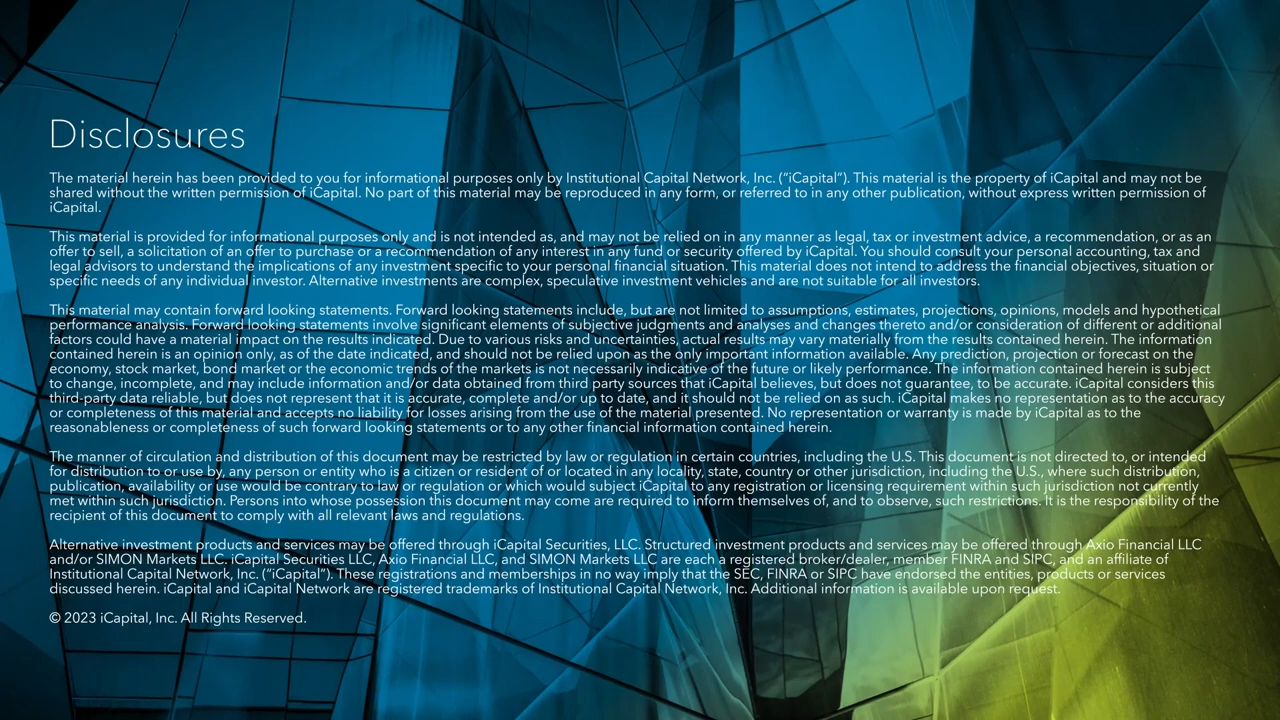 Disclosures
The material herein has been provided to you for informational purposes only by Institutional Capital Network, Inc. (“iCapital”). This material is the property of iCapital and may not be
shared without the written permission of iCapital. No part of this material may be reproduced in any form, or referred to in any other publication, without express written permission of
iCapital.
This material is provided for informational purposes only and is not intended as, and may not be relied on in any manner as legal, tax or investment advice, a recommendation, or as an
offer to sell, a solicitation of an offer to purchase or a recommendation of any interest in any fund or security offered by iCapital. You should consult your personal accounting, tax and
legal advisors to understand the implications of any investment specific to your personal financial situation. This material does not intend to address the financial objectives, situation or
specific needs of any individual investor. Alternative investments are complex, speculative investment vehicles and are not suitable for all investors.
This material may contain forward looking statements. Forward looking statements include, but are not limited to assumptions, estimates, projections, opinions, models and hypothetical
performance analysis. Forward looking statements involve significant elements of subjective judgments and analyses and changes thereto and/or consideration of different or additional
factors could have a material impact on the results indicated. Due to various risks and uncertainties, actual results may vary materially from the results contained herein. The information
contained herein is an opinion only, as of the date indicated, and should not be relied upon as the only important information available. Any prediction, projection or forecast on the
economy, stock market, bond market or the economic trends of the markets is not necessarily indicative of the future or likely performance. The information contained herein is subject
to change, incomplete, and may include information and/or data obtained from third party sources that iCapital believes, but does not guarantee, to be accurate. iCapital considers this
third-party data reliable, but does not represent that it is accurate, complete and/or up to date, and it should not be relied on as such. iCapital makes no representation as to the accuracy
or completeness of this material and accepts no liability for losses arising from the use of the material presented. No representation or warranty is made by iCapital as to the
reasonableness or completeness of such forward looking statements or to any other financial information contained herein.
The manner of circulation and distribution of this document may be restricted by law or regulation in certain countries, including the U.S. This document is not directed to, or intended
for distribution to or use by, any person or entity who is a citizen or resident of or located in any locality, state, country or other jurisdiction, including the U.S., where such distribution,
publication, availability or use would be contrary to law or regulation or which would subject iCapital to any registration or licensing requirement within such jurisdiction not currently
met within such jurisdiction. Persons into whose possession this document may come are required to inform themselves of, and to observe, such restrictions. It is the responsibility of the
recipient of this document to comply with all relevant laws and regulations.
Alternative investment products and services may be offered through iCapital Securities, LLC. Structured investment products and services may be offered through Axio Financial LLC
and/or SIMON Markets LLC. iCapital Securities LLC, Axio Financial LLC, and SIMON Markets LLC are each a registered broker/dealer, member FINRA and SIPC, and an affiliate of
Institutional Capital Network, Inc. (“iCapital”). These registrations and memberships in no way imply that the SEC, FINRA or SIPC have endorsed the entities, products or services
discussed herein. iCapital and iCapital Network are registered trademarks of Institutional Capital Network, Inc. Additional information is available upon request.
© 2023 iCapital, Inc. All Rights Reserved.